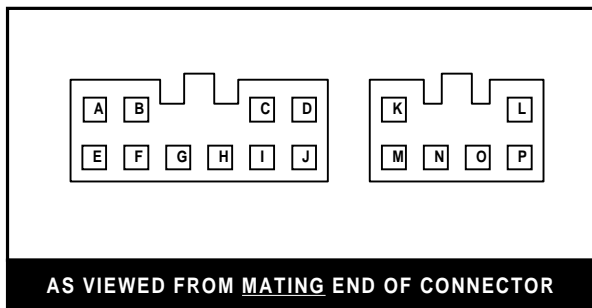 A B C D K L
E F G H I J M N O P
AS VIEWED FROM MATING END OF CONNECTOR